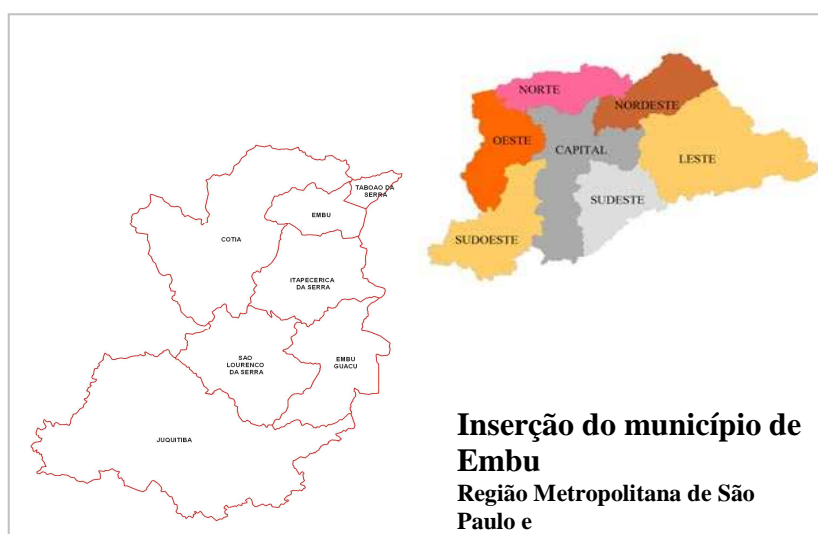 NORTE
NORDESTE
OESTE
CAPITAL
LESTE
SUDESTE
SUDOESTE
TABOAO DA
SERRA
EMBU
COTIA
ITAPECERICA
DA SERRA
SAO
LOURENCO
DA SERRA
EMBU
GUACU
JUQUITIBA
Inserção do município de
Embu
Região Metropolitana de São
Paulo e